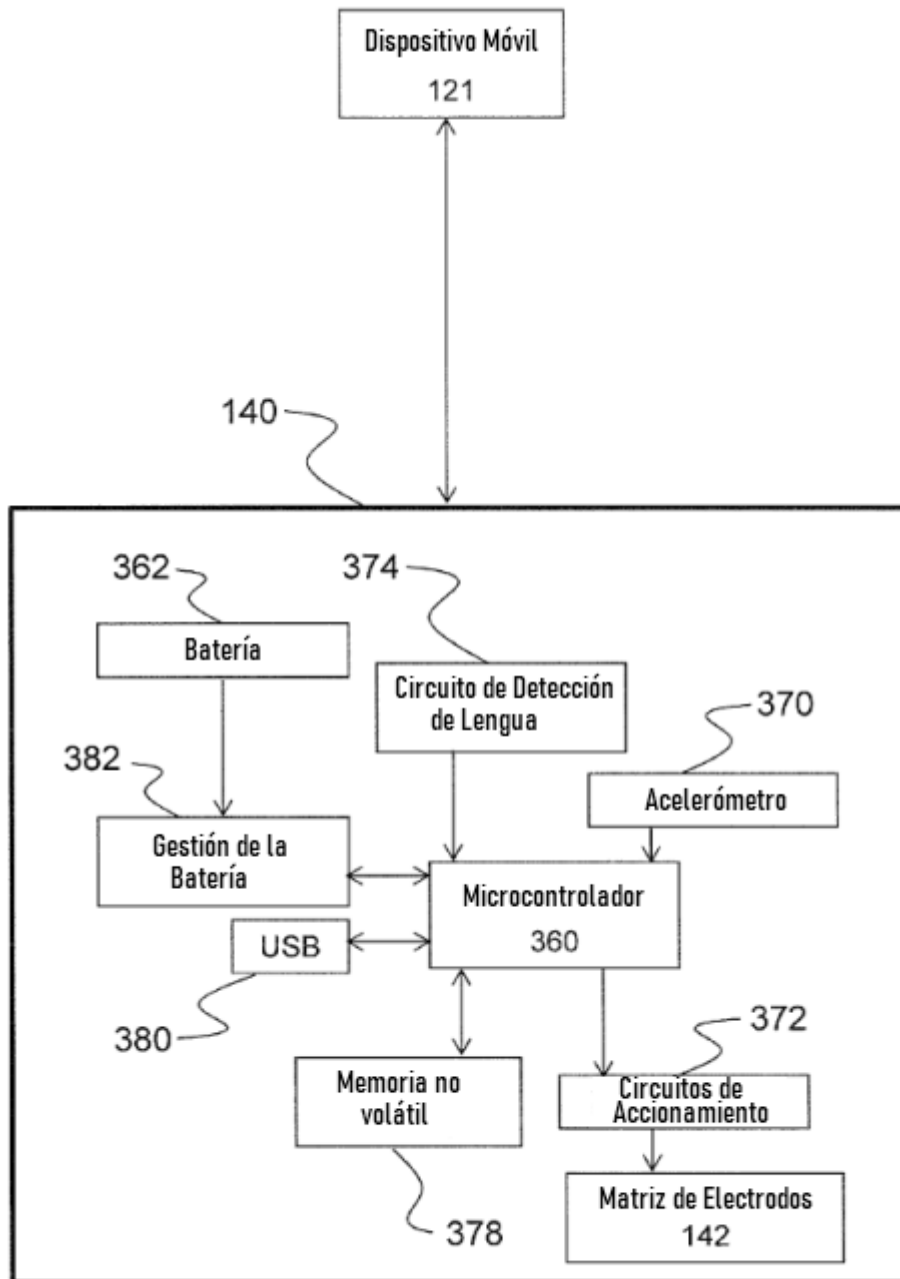 Dispositivo Móvil
121
140
362
374
Batería
Circuito de Detección
de Lengua
370
382
Acelerómetro
Gestión de la
Batería
Microcontrolador
360
USB
380
372
Memoria no
volátil
Circuitos de
Accionamiento
378
Matriz de Electrodos
142